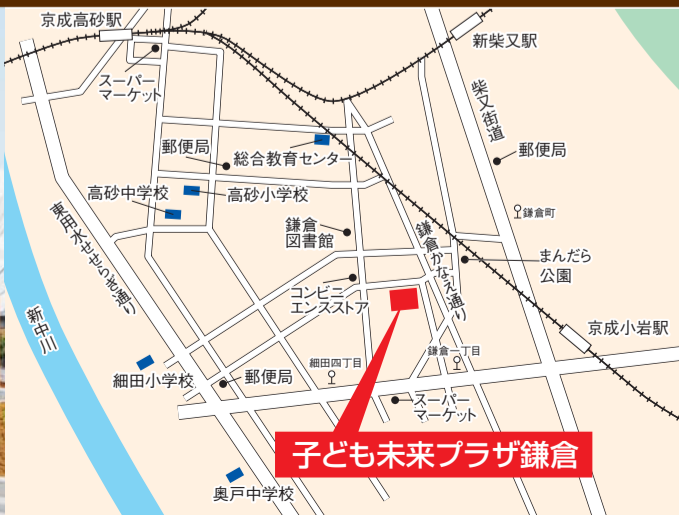 京成高砂駅
新柴又駅
スーパー
マーケット
柴又街道
郵便局
総合教育センター
郵便局
高砂中学校
高砂小学校
鎌倉町
東用水せせらぎ通り
鎌倉
図書館
鎌倉かなえ通り
まんだら
公園
新中川
コンビニ
エンスストア
京成小岩駅
鎌倉一丁目
細田四丁目
細田小学校
郵便局
スーパー
マーケット
子ども未来プラザ鎌倉
奥戸中学校